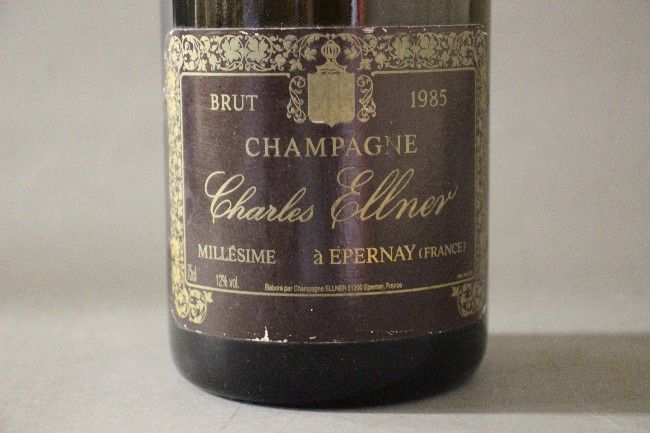 BRUT 1985
CHAMPAGNE
Charles Ellner
MILLÉSIME à EPERNAY (FRANCE)
12% vol.
Elaboré par Champagne ELLNER 51200 Epernay, France